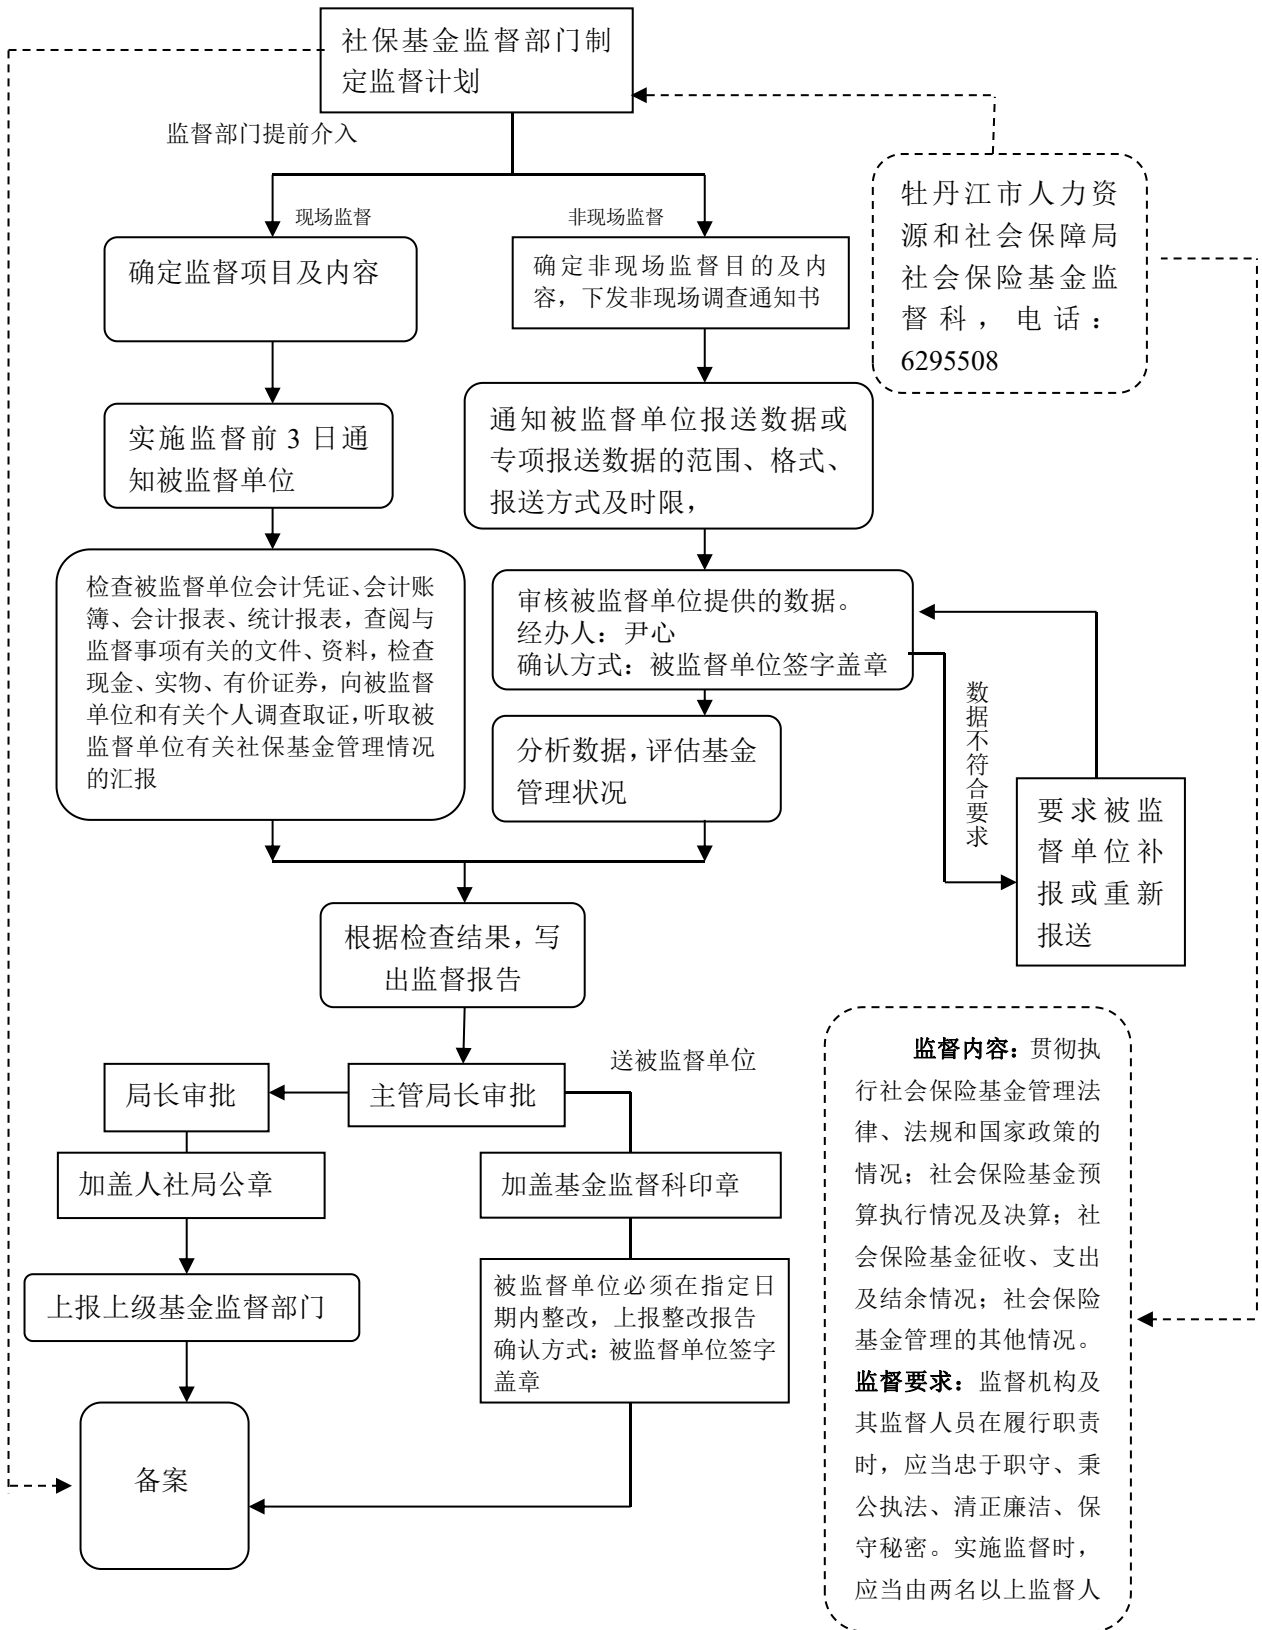 社保基金监督部门制
定监督计划
监督部门提前介入
现场监督
非现场监督
牡丹江市人力资
源和社会保障局
社会保险基金监
督科，电话：
6295508
确定监督项目及内容
确定非现场监督目的及内
容，下发非现场调查通知书
实施监督前 3 日通
知被监督单位
通知被监督单位报送数据或
专项报送数据的范围、格式、
报送方式及时限，
检查被监督单位会计凭证、会计账
簿、会计报表、统计报表，查阅与
监督事项有关的文件、资料，检查
现金、实物、有价证券，向被监督
单位和有关个人调查取证，听取被
监督单位有关社保基金管理情况
的汇报
审核被监督单位提供的数据。
经办人：尹心
确认方式：被监督单位签字盖章
数据不符合要求
分析数据，评估基金
管理状况
要求被监
督单位补
报或重新
报送
根据检查结果，写
出监督报告
送被监督单位
局长审批
主管局长审批
加盖人社局公章
加盖基金监督科印章
上报上级基金监督部门
被监督单位必须在指定日
期内整改，上报整改报告
确认方式：被监督单位签字
盖章
备案
监督内容：贯彻执
行社会保险基金管理法
律、法规和国家政策的
情况；社会保险基金预
算执行情况及决算；社
会保险基金征收、支出
及结余情况；社会保险
基金管理的其他情况。
监督要求：监督机构及
其监督人员在履行职责
时，应当忠于职守、秉
公执法、清正廉洁、保
守秘密。实施监督时，
应当由两名以上监督人